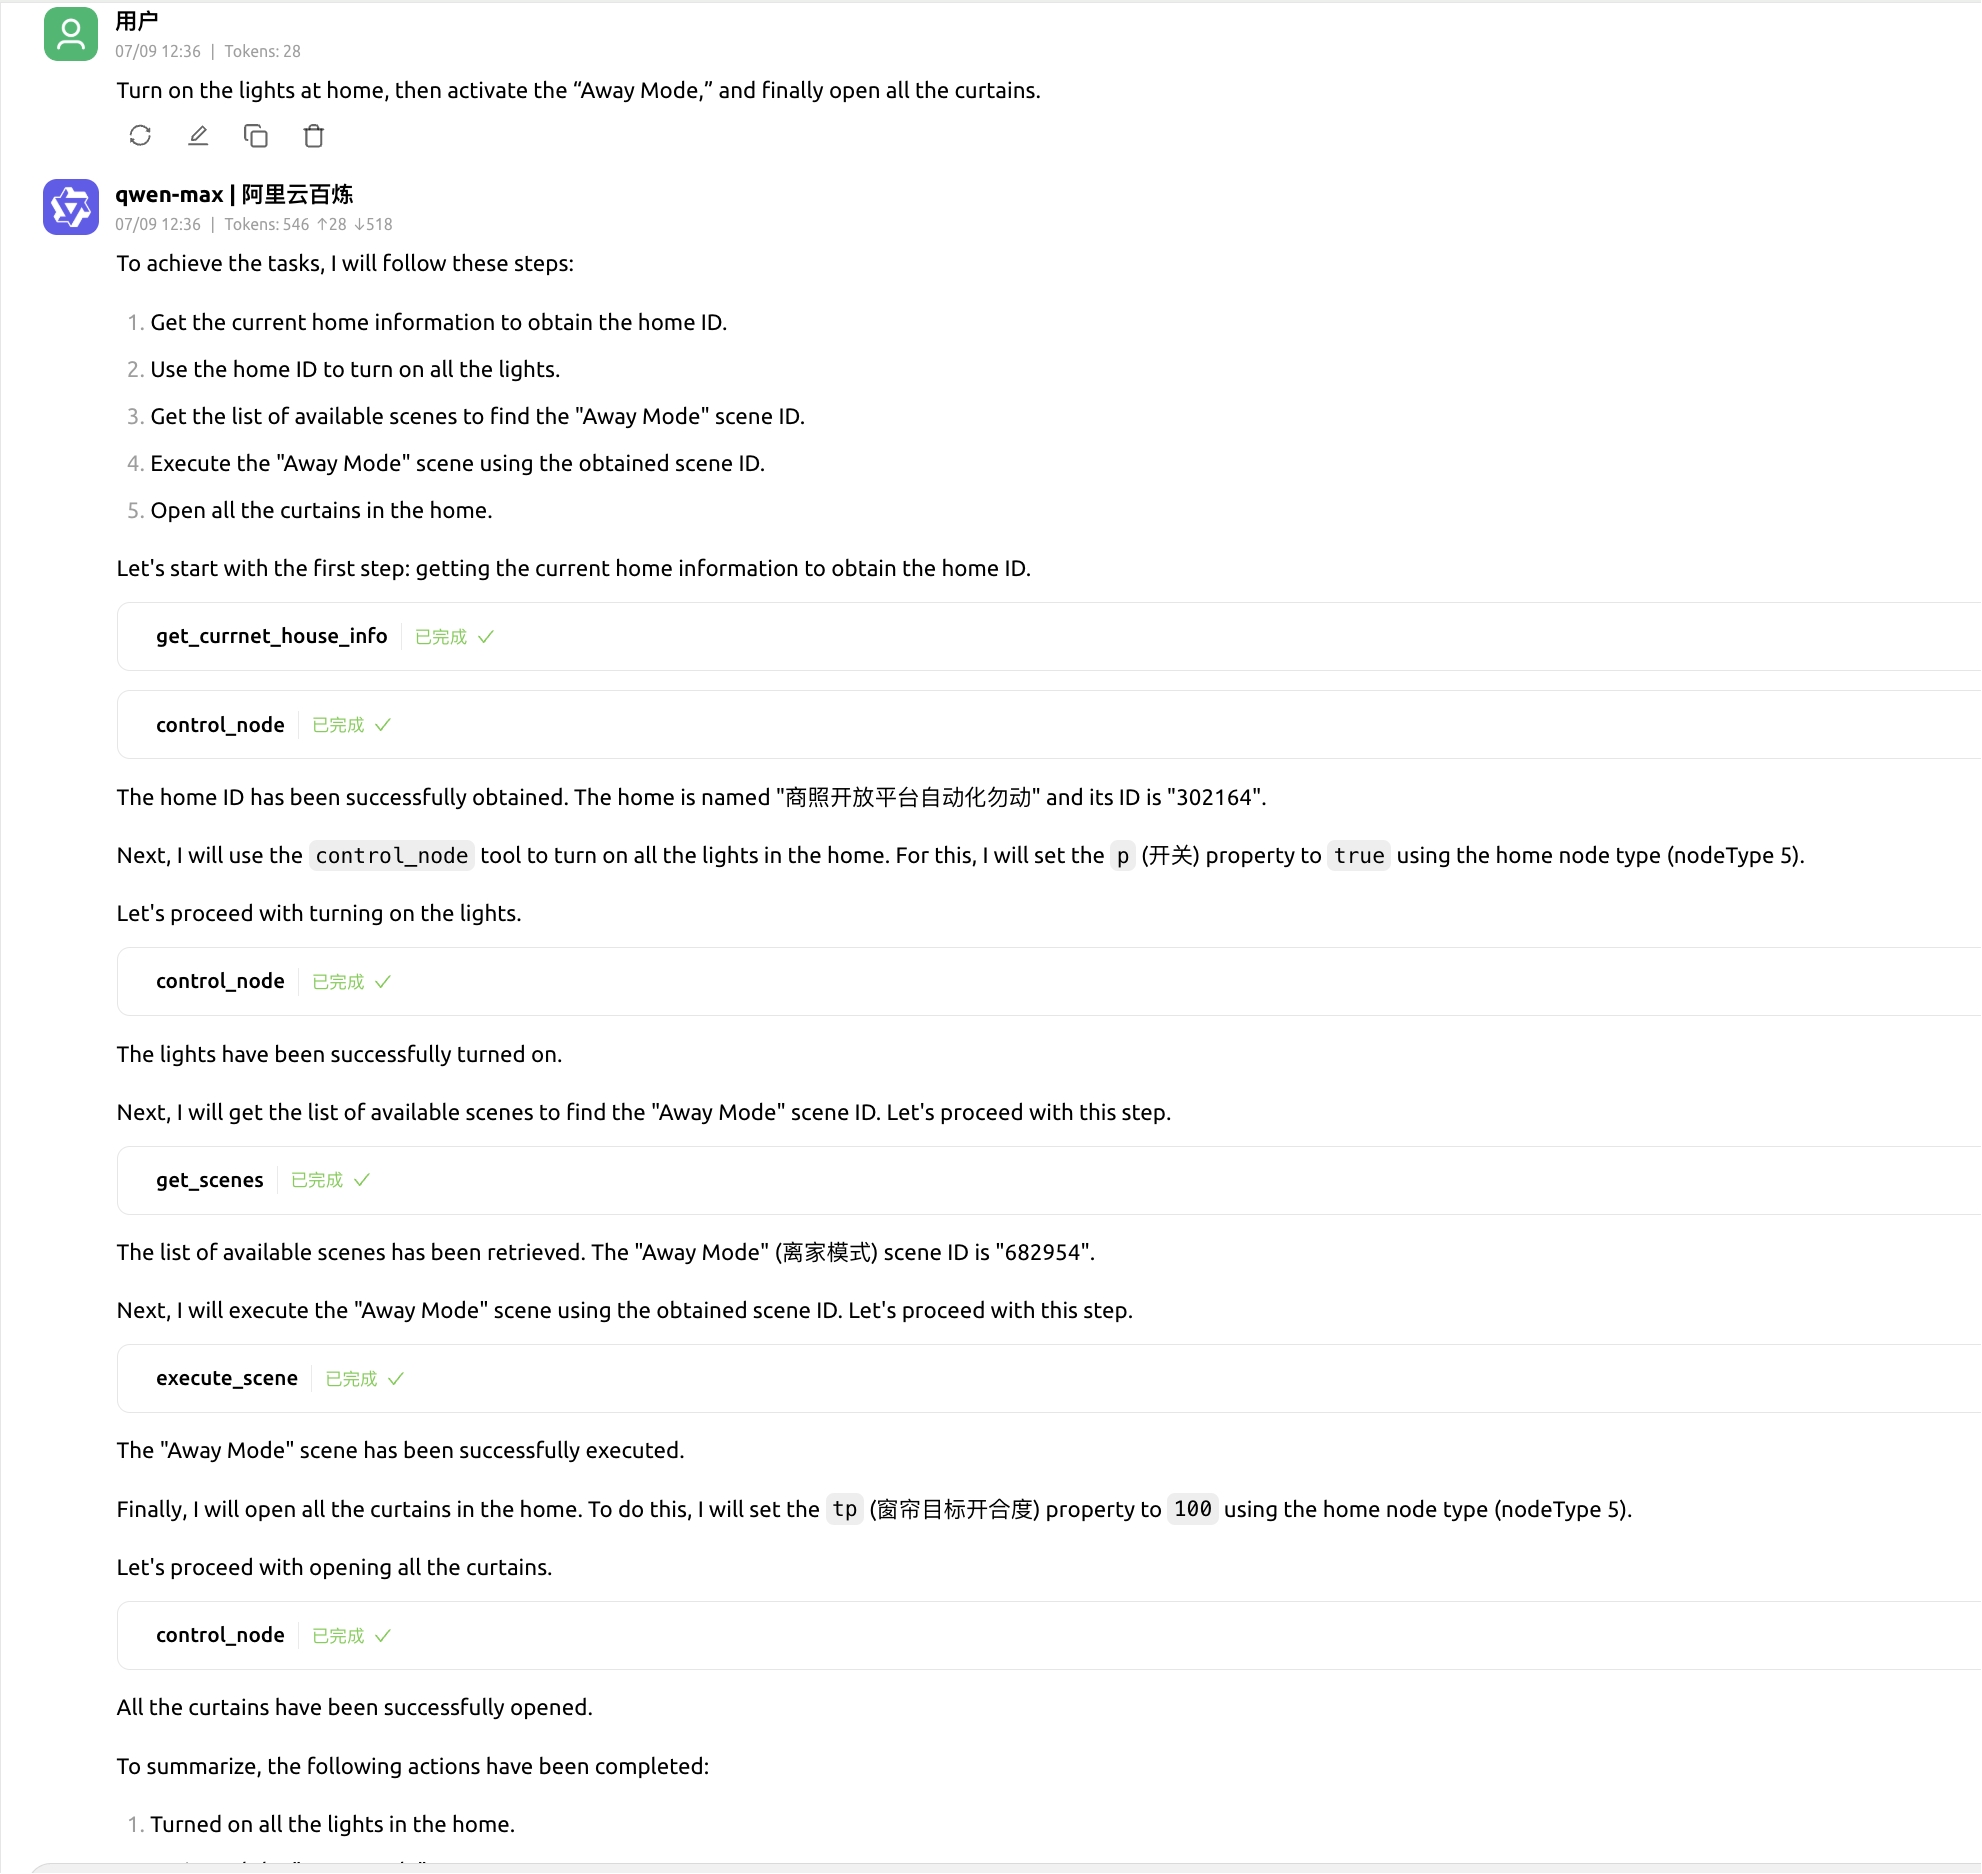 用户
07/09 12:36 | Tokens: 28
Turn on the lights at home, then activate the “Away Mode,” and finally open all the curtains.
qwen-max | 阿里云百炼
07/09 12:36 | Tokens: 546 ↑28 ↓518
To achieve the tasks, I will follow these steps:
1. Get the current home information to obtain the home ID.
2. Use the home ID to turn on all the lights.
3. Get the list of available scenes to find the "Away Mode" scene ID.
4. Execute the "Away Mode" scene using the obtained scene ID.
5. Open all the curtains in the home.
Let's start with the first step: getting the current home information to obtain the home ID.
get_currnet_house_info | 已完成 ✓
control_node | 已完成 ✓
The home ID has been successfully obtained. The home is named "商照开放平台自动化勿动" and its ID is "302164".
Next, I will use the control_node tool to turn on all the lights in the home. For this, I will set the p (开关) property to true using the home node type (nodeType 5).
Let's proceed with turning on the lights.
control_node | 已完成 ✓
The lights have been successfully turned on.
Next, I will get the list of available scenes to find the "Away Mode" scene ID. Let's proceed with this step.
get_scenes | 已完成 ✓
The list of available scenes has been retrieved. The "Away Mode" (离家模式) scene ID is "682954".
Next, I will execute the "Away Mode" scene using the obtained scene ID. Let's proceed with this step.
execute_scene | 已完成 ✓
The "Away Mode" scene has been successfully executed.
Finally, I will open all the curtains in the home. To do this, I will set the tp (窗帘目标开合度) property to 100 using the home node type (nodeType 5).
Let's proceed with opening all the curtains.
control_node | 已完成 ✓
All the curtains have been successfully opened.
To summarize, the following actions have been completed:
1. Turned on all the lights in the home.